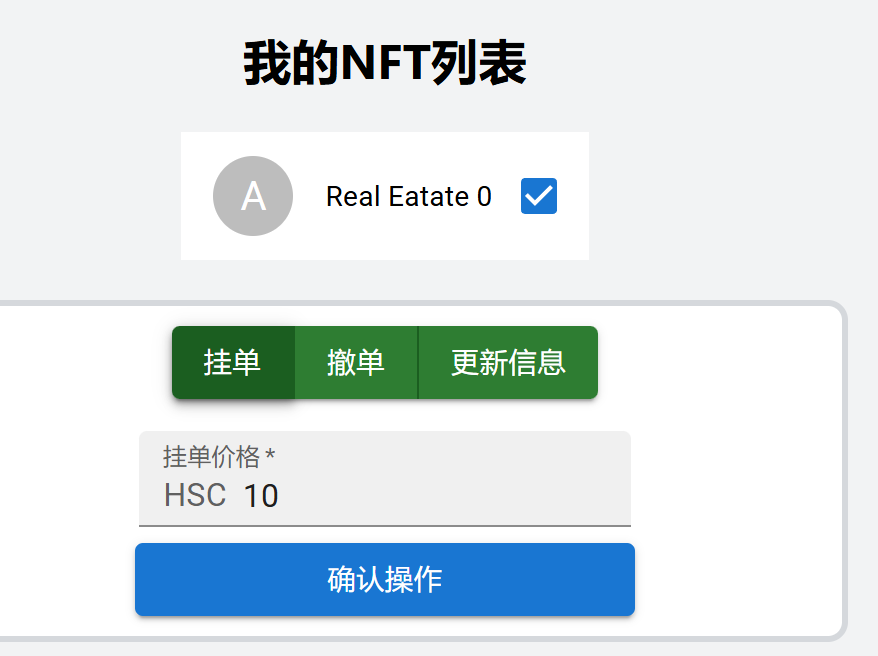 我的NFT列表
A
Real Eatate 0
挂单 撤单 更新信息
挂单价格 *
HSC 10
确认操作